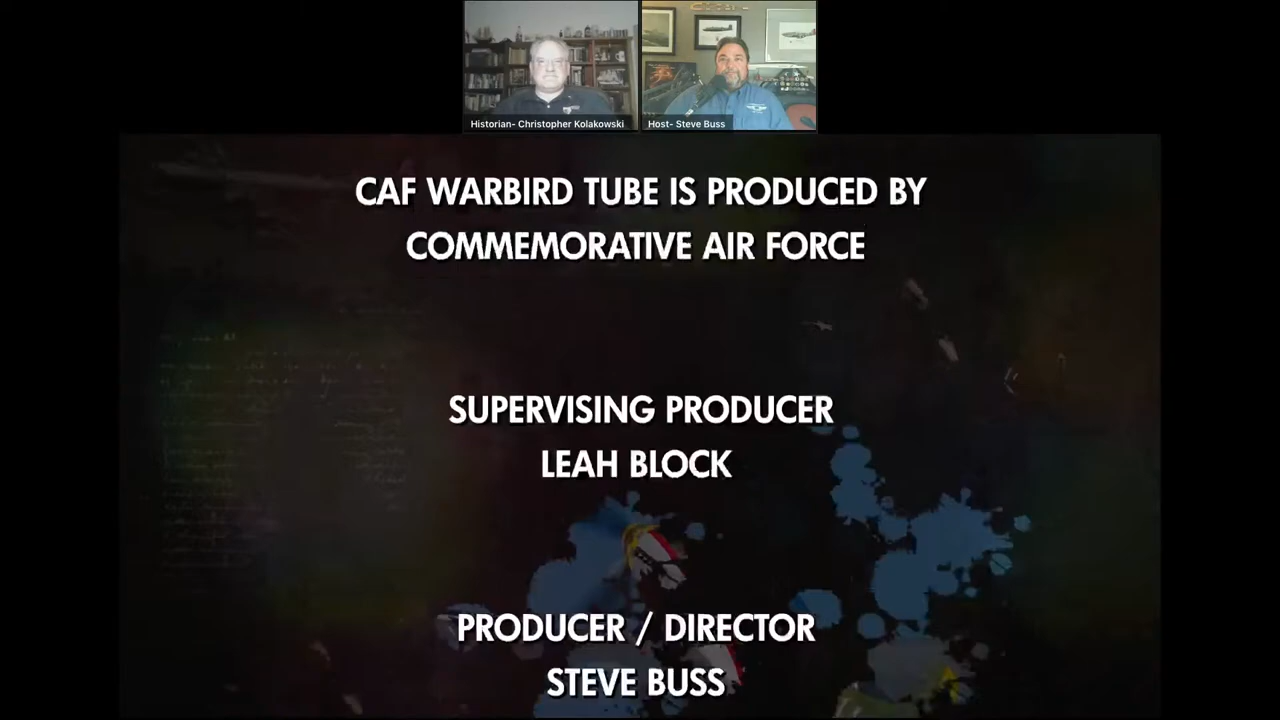 Historian- Christopher Kolakowski
Host- Steve Buss
CAF WARBIRD TUBE IS PRODUCED BY
COMMEMORATIVE AIR FORCE
SUPERVISING PRODUCER
LEAH BLOCK
PRODUCER / DIRECTOR
STEVE BUSS